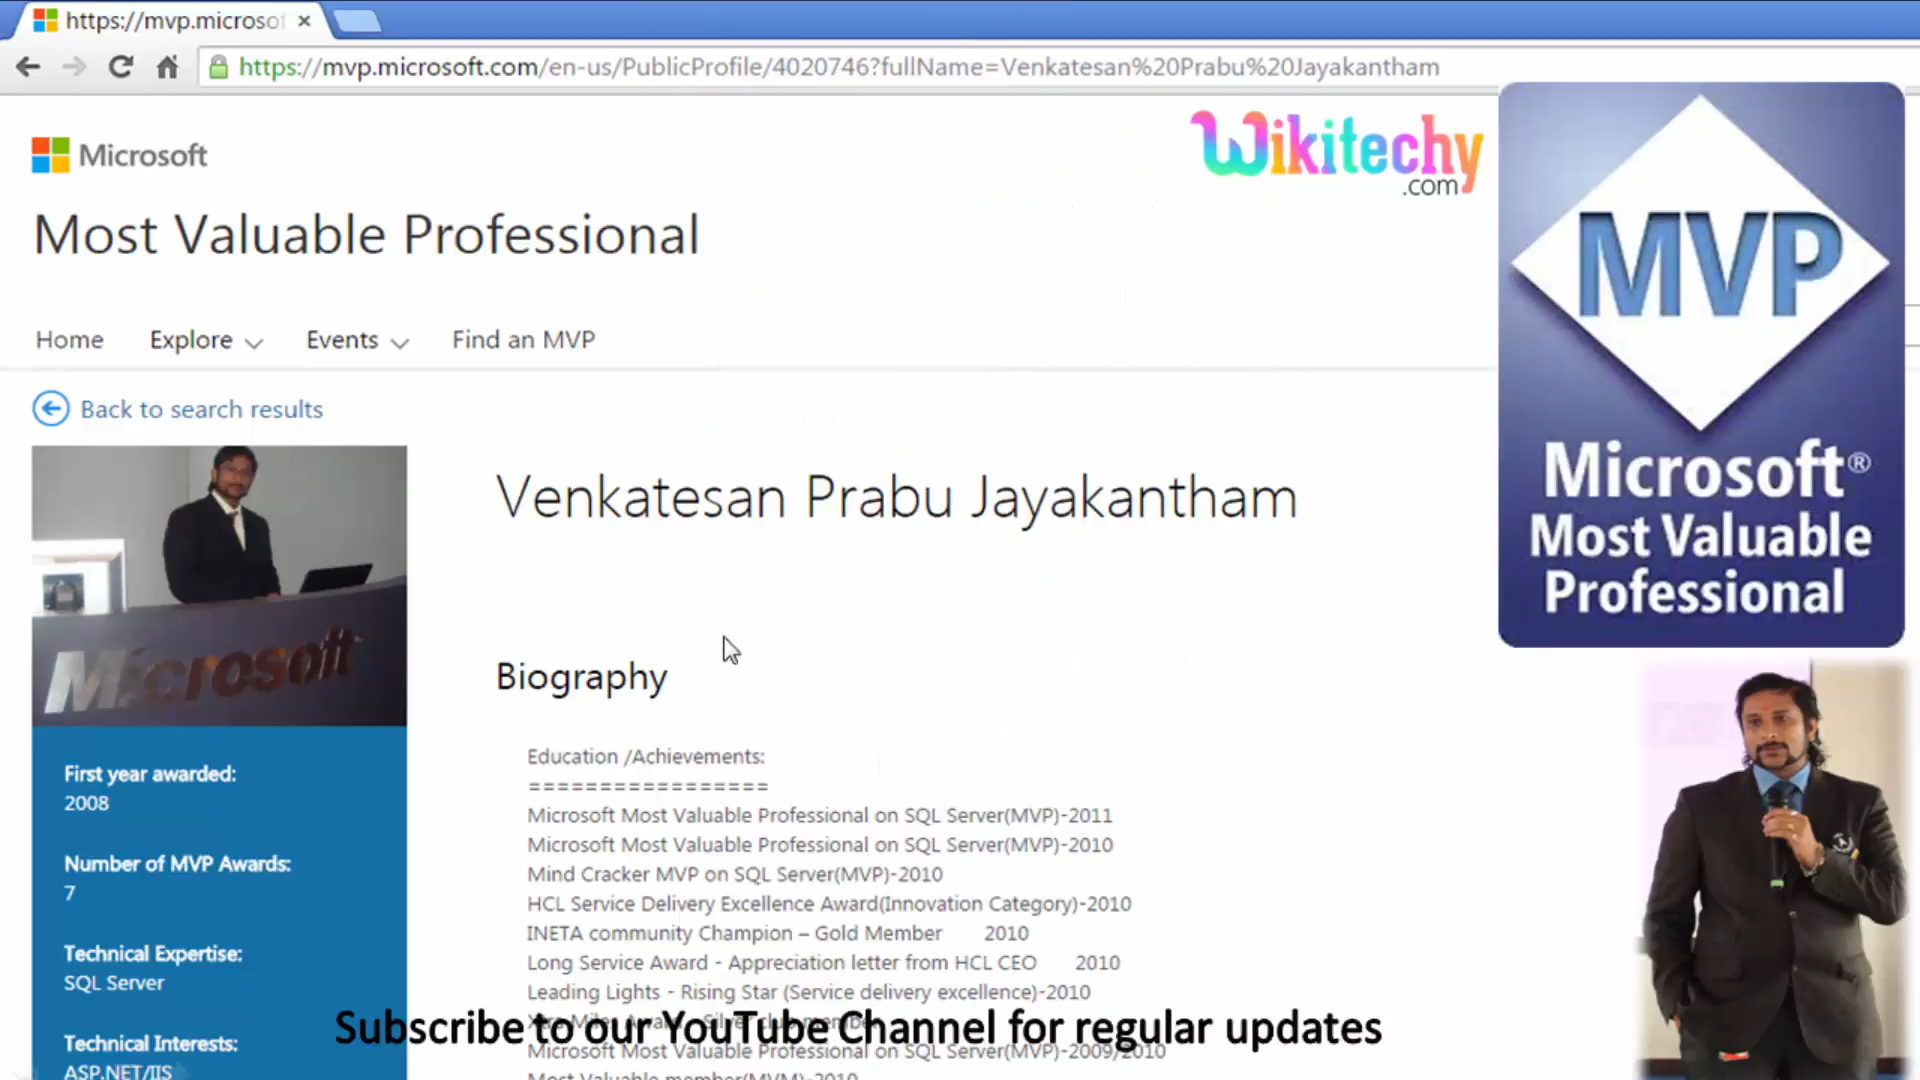 https://mvp.microsof
https://mvp.microsoft.com/en-us/PublicProfile/4020746?fullName=Venkatesan%20Prabu%20Jayakantham
Microsoft
Wikitechy
.com
Most Valuable Professional
Home
Explore
Events
Find an MVP
Back to search results
MVP
Microsoft®
Most Valuable
Professional
Microsoft
Venkatesan Prabu Jayakantham
Biography
First year awarded:
2008
Number of MVP Awards:
7
Technical Expertise:
SQL Server
Technical Interests:
ASP.NET/IIS
Education /Achievements:
=================
Microsoft Most Valuable Professional on SQL Server(MVP)-2011
Microsoft Most Valuable Professional on SQL Server(MVP)-2010
Mind Cracker MVP on SQL Server(MVP)-2010
HCL Service Delivery Excellence Award(Innovation Category)-2010
INETA community Champion – Gold Member 2010
Long Service Award - Appreciation letter from HCL CEO 2010
Leading Lights - Rising Star (Service delivery excellence)-2010
Subscribe to our YouTube Channel for regular updates
Microsoft Most Valuable Professional on SQL Server(MVP)-2009/2010
Most Valuable member(MVM)-2010